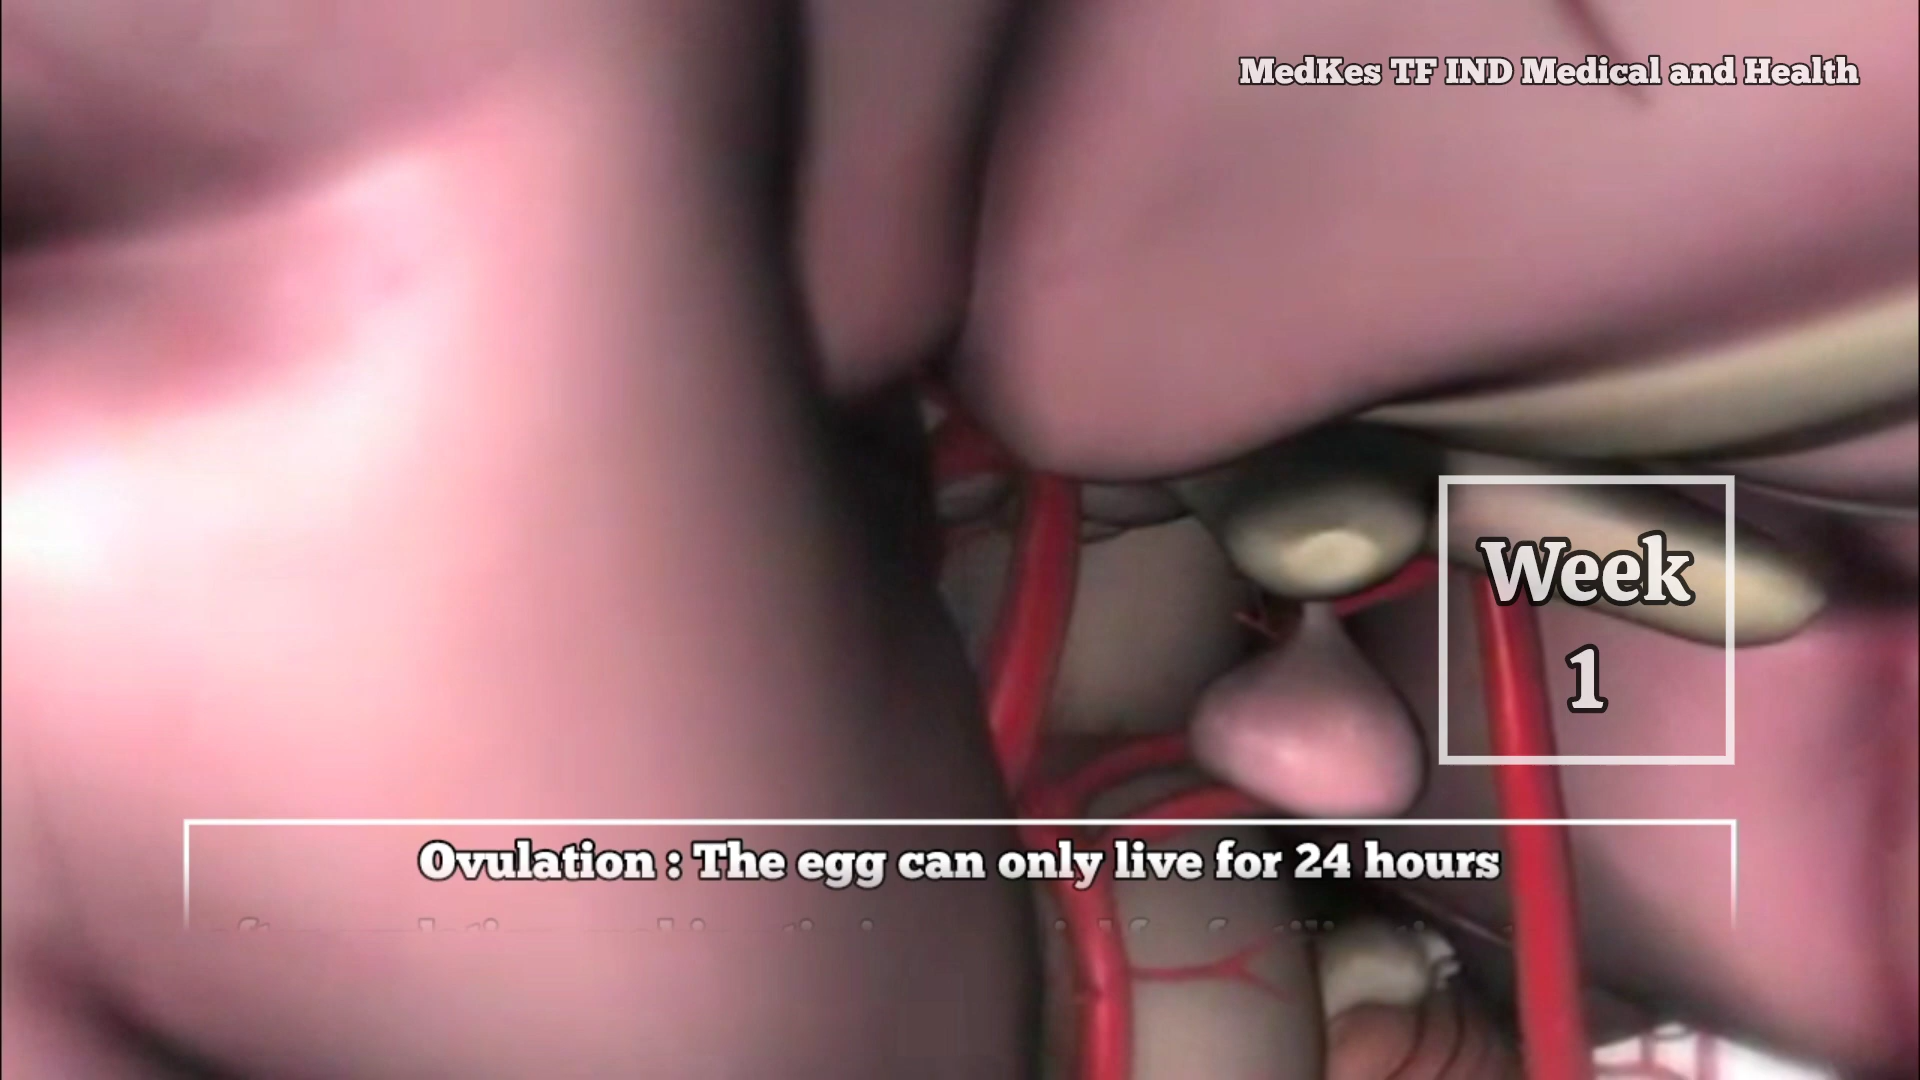 MedKes TF IND Medical and Health
Week
1
Ovulation : The egg can only live for 24 hours